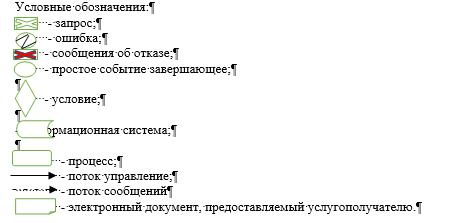 Условные обозначения:¶
- запрос;¶
- ошибка;¶
- сообщения об отказе;¶
- простое событие завершающее;¶
¶
- условие;¶
¶
ормационная система;¶
¶
- процесс;¶
- поток управление;¶
- поток сообщений¶
- электронный документ, предоставляемый услугополучателю.¶